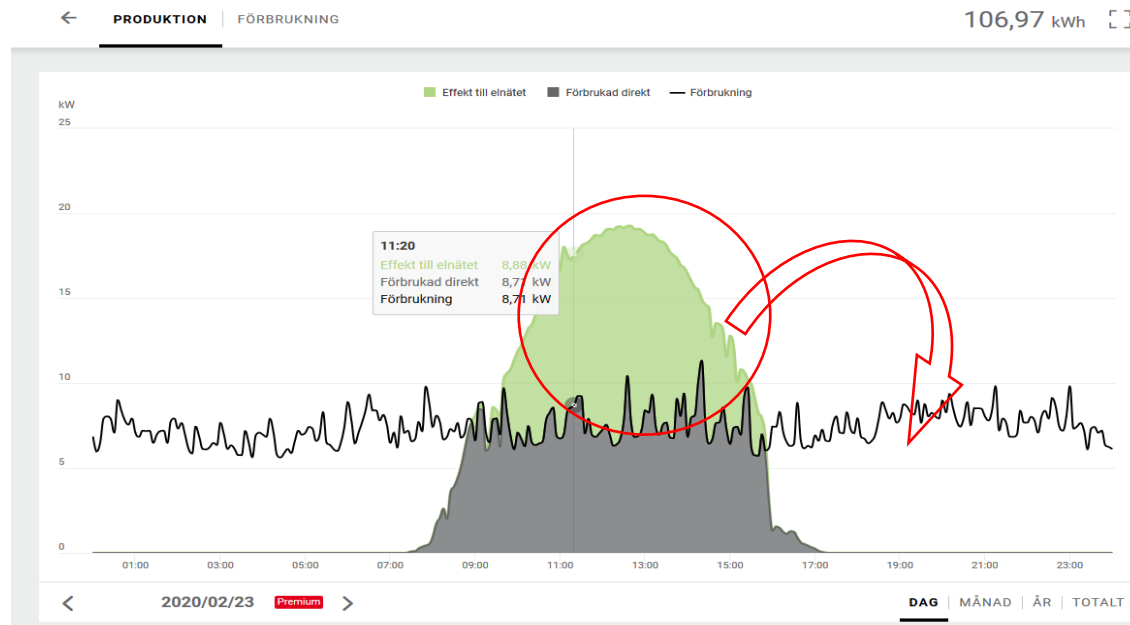 PRODUKTION FÖRBRUKNING
106,97 kWh
Effekt till elnätet Förbrukad direkt Förbrukning
kW
25
20
15
10
5
0
11:20
Effekt till elnätet 8,88 kW
Förbrukad direkt 8,71 kW
Förbrukning 8,71 kW
01:00 03:00 05:00 07:00 09:00 11:00 13:00 15:00 17:00 19:00 21:00 23:00
2020/02/23 Premium
DAG MÅNAD ÅR TOTALT